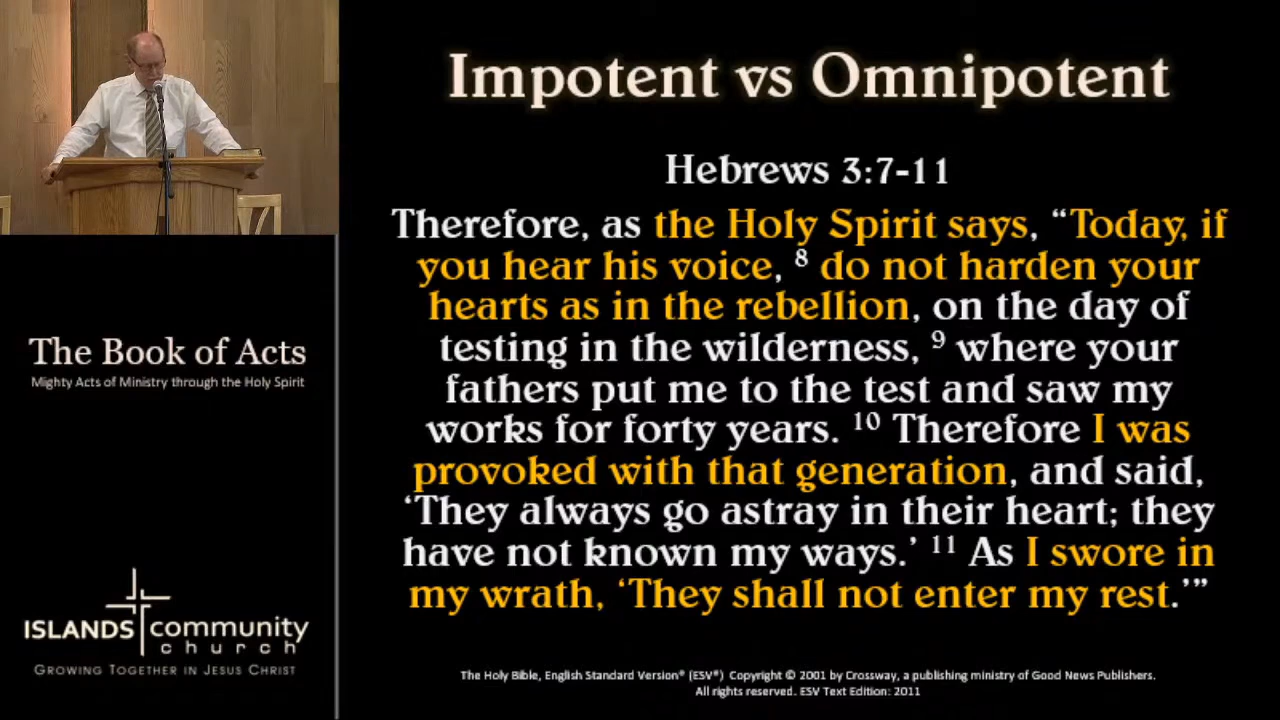 Impotent vs Omnipotent
Hebrews 3:7-11
Therefore, as the Holy Spirit says, “Today, if
you hear his voice, ⁸ do not harden your
hearts as in the rebellion, on the day of
testing in the wilderness, ⁹ where your
fathers put me to the test and saw my
works for forty years. ¹⁰ Therefore I was
provoked with that generation, and said,
‘They always go astray in their heart; they
have not known my ways.’ ¹¹ As I swore in
my wrath, ‘They shall not enter my rest.’”
The Holy Bible, English Standard Version® (ESV®) Copyright © 2001 by Crossway, a publishing ministry of Good News Publishers.
All rights reserved. ESV Text Edition: 2011
The Book of Acts
Mighty Acts of Ministry through the Holy Spirit
ISLANDS community
church
GROWING TOGETHER IN JESUS CHRIST